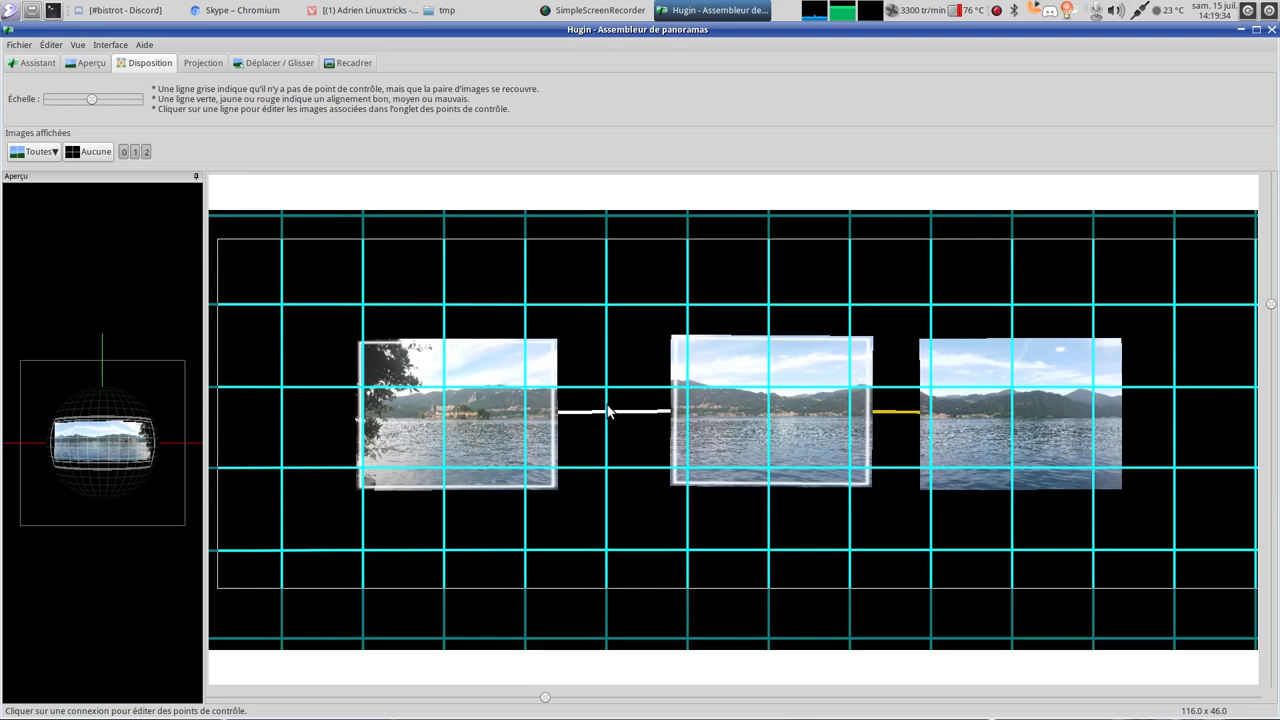 [#bistrot - Discord]
Skype – Chromium
[(1) Adrien Linuxtricks -...
tmp
SimpleScreenRecorder
Hugin - Assembleur de...
3300 tr/min
76 °C
23 °C
sam. 15 juil.
14:19:34
Hugin - Assembleur de panoramas
Fichier Éditer Vue Interface Aide
Assistant Aperçu Disposition Projection Déplacer / Glisser Recadrer
Échelle :
* Une ligne grise indique qu'il n'y a pas de point de contrôle, mais que la paire d'images se recouvre.
* Une ligne verte, jaune ou rouge indique un alignement bon, moyen ou mauvais.
* Cliquer sur une ligne pour éditer les images associées dans l'onglet des points de contrôle.
Images affichées
Toutes▼ Aucune 0 1 2
Aperçu
Cliquer sur une connexion pour éditer des points de contrôle.
116.0 x 46.0